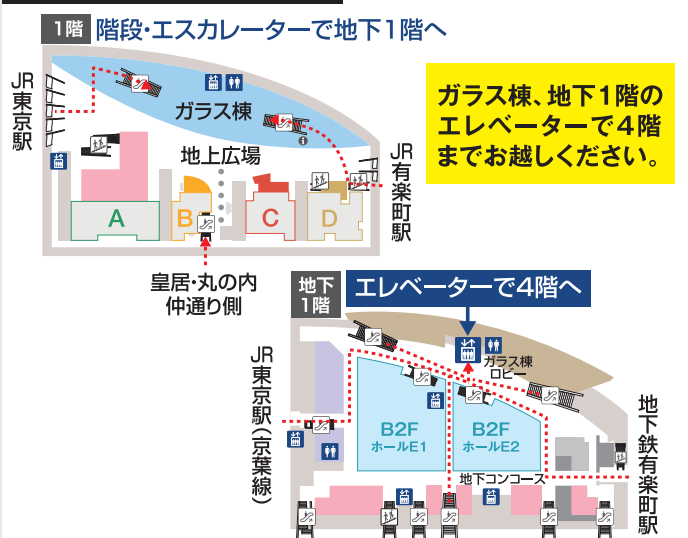 1階 階段・エスカレーターで地下1階へ
JR東京駅
ガラス棟
地上広場
A
B
C
D
JR有楽町駅
皇居・丸の内
仲通り側
ガラス棟、地下1階の
エレベーターで4階
までお越しください。
地下
1階
エレベーターで4階へ
JR東京駅(京葉線)
ガラス棟
ロビー
B2F
ホールE1
B2F
ホールE2
地下コンコース
地下鉄有楽町駅